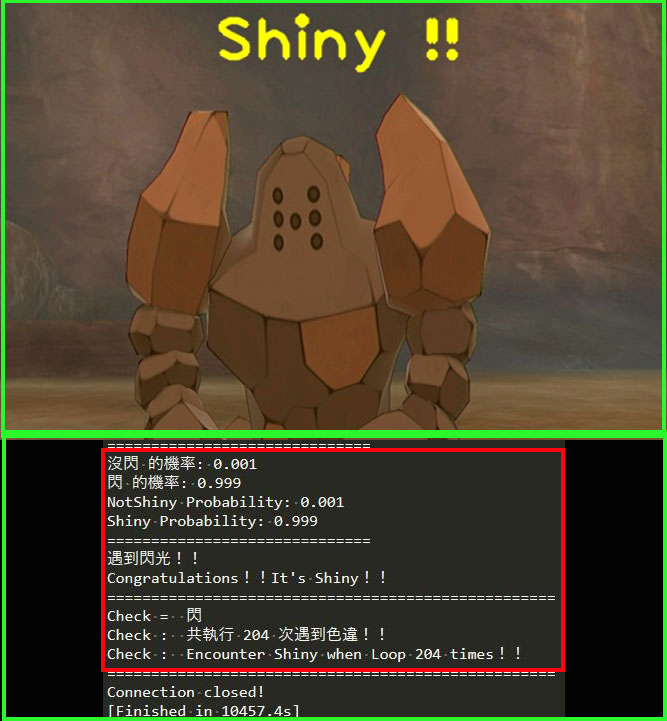 Shiny !!
==============================
沒閃 的機率: 0.001
閃 的機率: 0.999
NotShiny Probability: 0.001
Shiny Probability: 0.999
==============================
遇到閃光！！
Congratulations！！It's Shiny！！
===================================================
Check =  閃
Check :  共執行 204 次遇到色違！！
Check :  Encounter Shiny when Loop 204 times！！
===================================================
Connection closed!
[Finished in 10457.4s]